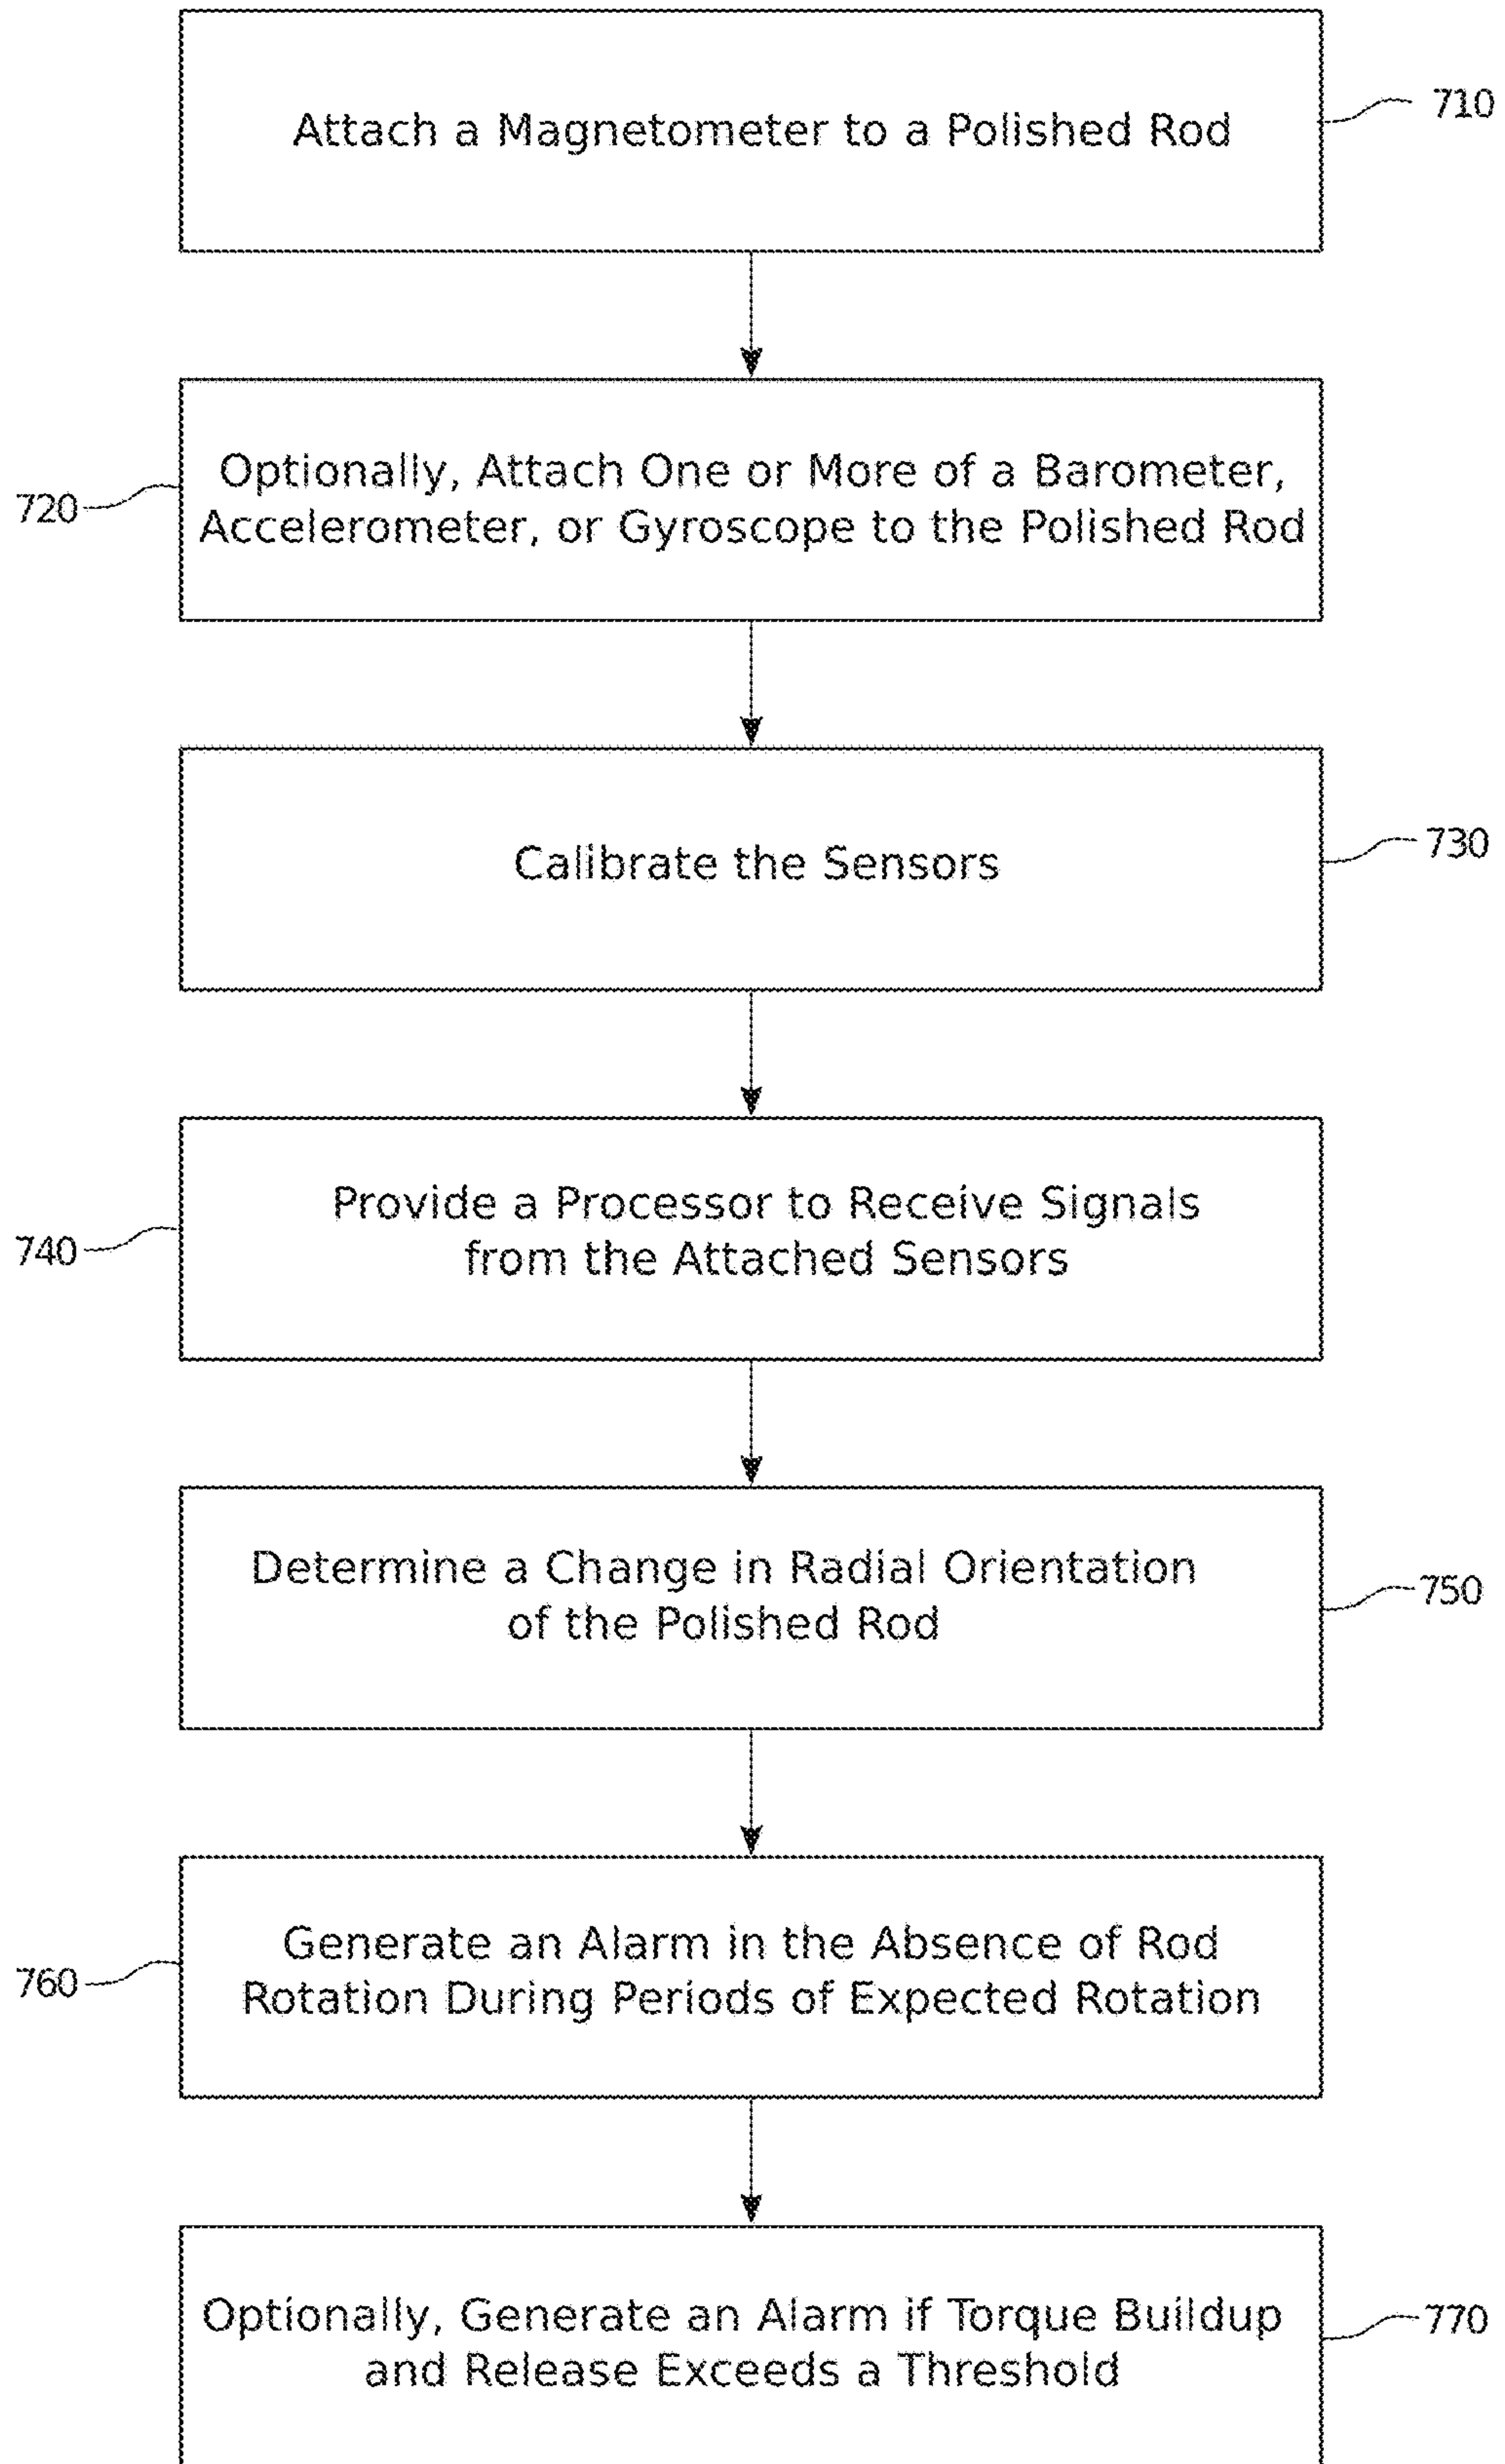 Attach a Magnetometer to a Polished Rod
710
Optionally, Attach One or More of a Barometer,
Accelerometer, or Gyroscope to the Polished Rod
720
Calibrate the Sensors
730
Provide a Processor to Receive Signals
from the Attached Sensors
740
Determine a Change in Radial Orientation
of the Polished Rod
750
Generate an Alarm in the Absence of Rod
Rotation During Periods of Expected Rotation
760
Optionally, Generate an Alarm if Torque Buildup
and Release Exceeds a Threshold
770